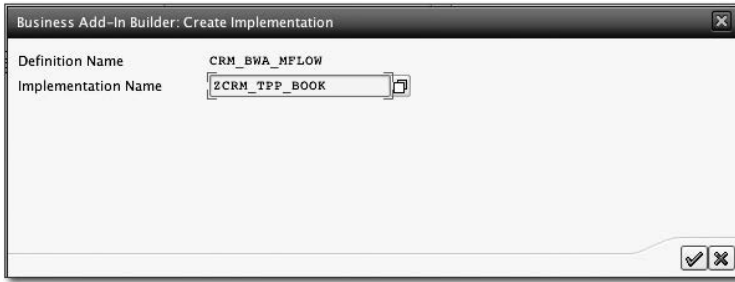 Business Add-In Builder: Create Implementation
Definition Name CRM_BWA_MFLOW
Implementation Name ZCRM_TPP_BOOK